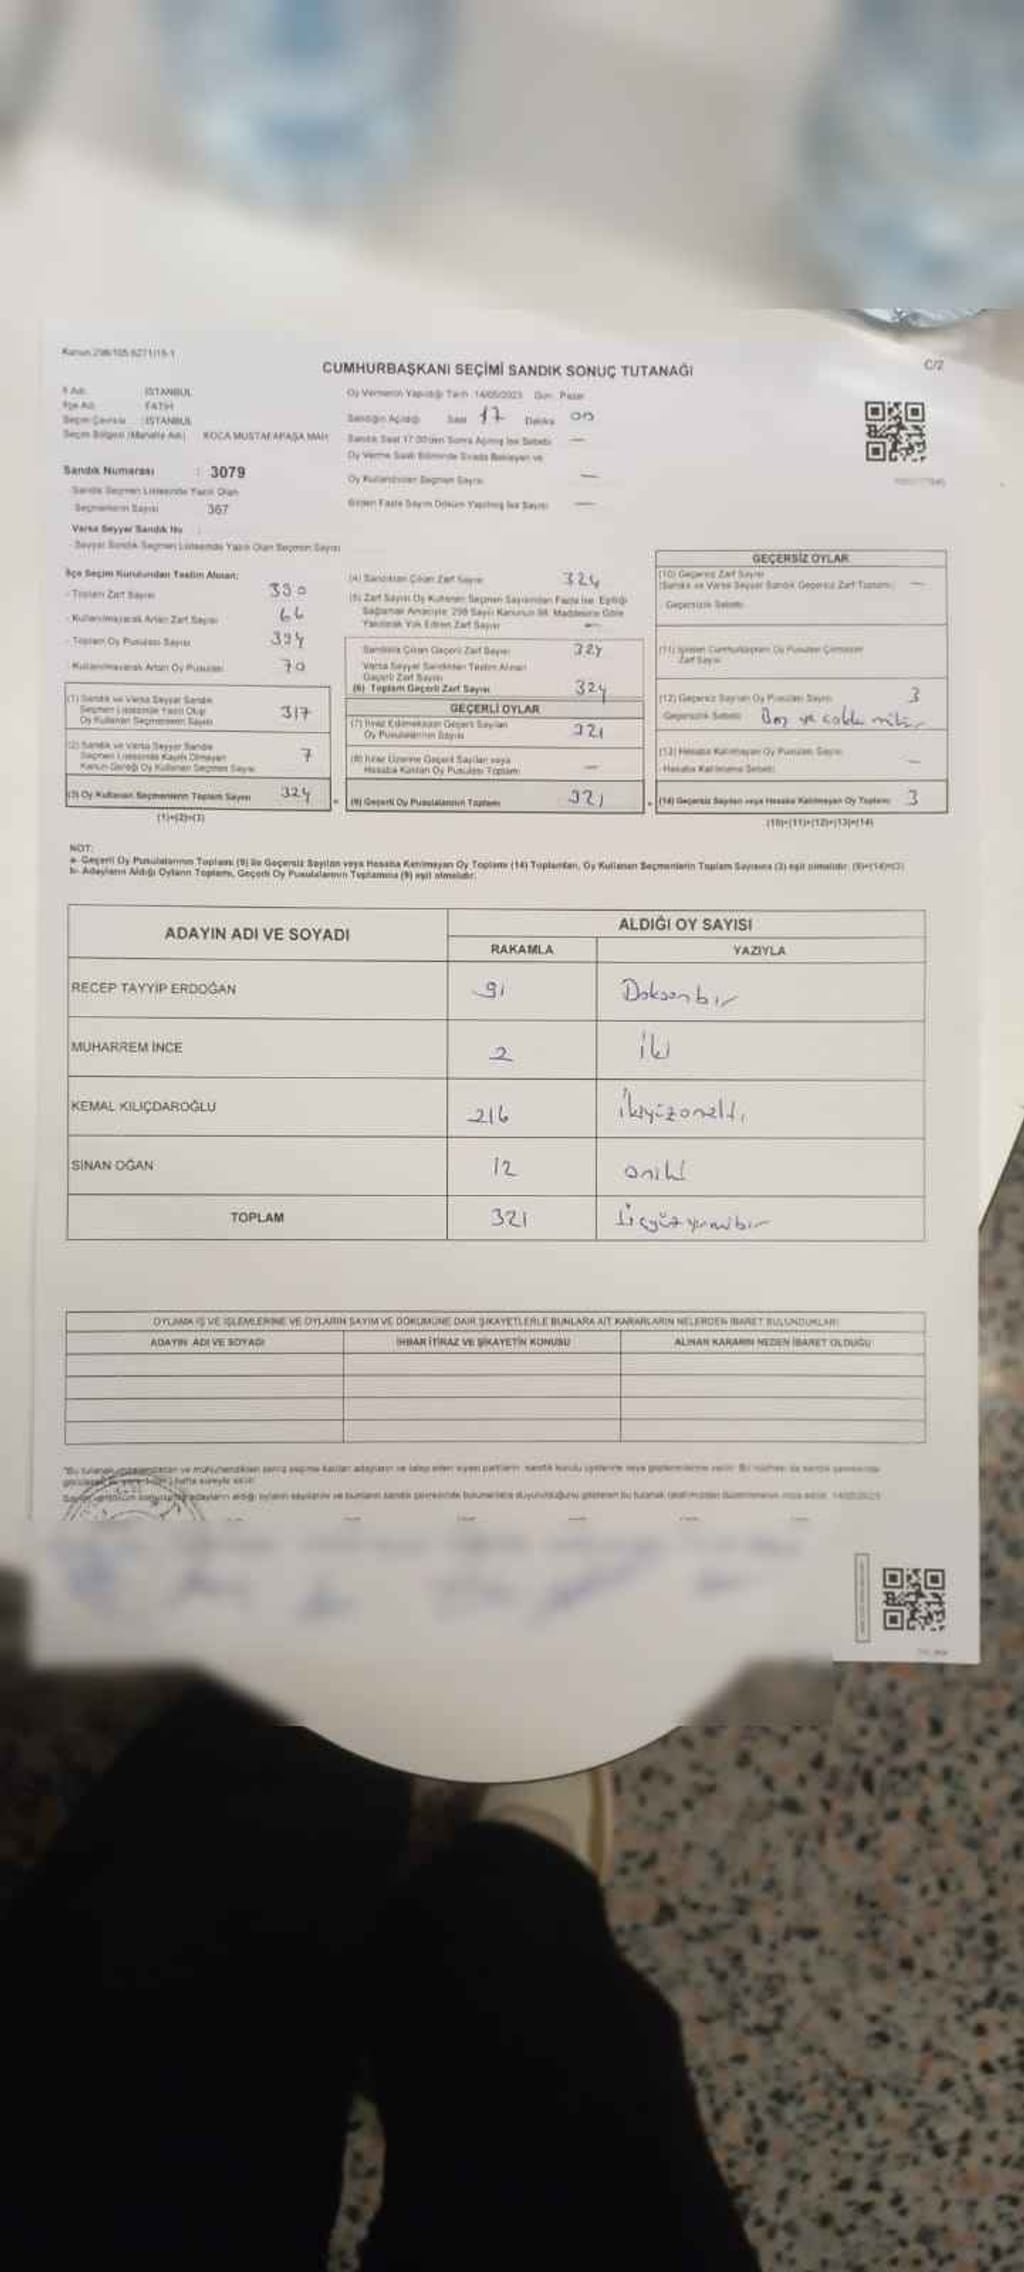 Kanun 298/105 6271/15-1
CUMHURBAŞKANI SEÇİMİ SANDIK SONUÇ TUTANAĞI
C/2
İl Adı : İSTANBUL
İlçe Adı : FATİH
Seçim Çevresi : İSTANBUL
Seçim Bölgesi (Mahalle Adı) : KOCA MUSTAFAPAŞA MAH.
Sandık Numarası : 3079
Sandık Seçmen Listesinde Yazılı Olan
Seçmenlerin Sayısı 367
Varsa Seyyar Sandık No :
Seyyar Sandık Seçmen Listesinde Yazılı Olan Seçmen Sayısı
Oy Vermenin Yapıldığı Tarih :14/05/2023 Gün: Pazar
Sandığın Açıldığı Saat 17 Dakika 00
Sandık Saat 17.00'den Sonra Açılmış İse Sebebi —
Oy Verme Saati Bitiminde Sırada Bekleyen ve
Oy Kullandırılan Seçmen Sayısı —
Birden Fazla Sayım Döküm Yapılmış İse Sayısı —
İlçe Seçim Kurulundan Teslim Alınan:
- Toplam Zarf Sayısı 390
- Kullanılmayarak Artan Zarf Sayısı 66
- Toplam Oy Pusulası Sayısı 394
- Kullanılmayarak Artan Oy Pusulası 70
(1) Sandık ve Varsa Seyyar Sandık
Seçmen Listesinde Yazılı Olup
Oy Kullanan Seçmenlerin Sayısı 317
(2) Sandık ve Varsa Seyyar Sandık
Seçmen Listesinde Kayıtlı Olmayan
Kanun Gereği Oy Kullanan Seçmen Sayısı 7
(3) Oy Kullanan Seçmenlerin Toplam Sayısı 324
(1)+(2)=(3)
(4) Sandıktan Çıkan Zarf Sayısı 324
(5) Zarf Sayısı Oy Kullanan Seçmen Sayısından Fazla İse, Eşitliği
Sağlamak Amacıyla 298 Sayılı Kanunun 98. Maddesine Göre
Yakılarak Yok Edilen Zarf Sayısı —
Sandıkta Çıkan Geçerli Zarf Sayısı 324
Varsa Seyyar Sandıktan Teslim Alınan
Geçerli Zarf Sayısı
(6) Toplam Geçerli Zarf Sayısı 324
GEÇERLİ OYLAR
(7) İtiraz Edilmeksizin Geçerli Sayılan
Oy Pusulalarının Sayısı 321
(8) İtiraz Üzerine Geçerli Sayılan veya
Hesaba Katılan Oy Pusulası Toplamı —
(9) Geçerli Oy Pusulalarının Toplamı 321
GEÇERSİZ OYLAR
(10) Geçersiz Zarf Sayısı
(Sandık ve Varsa Seyyar Sandık Geçersiz Zarf Toplamı) —
Geçersizlik Sebebi:
(11) İçinden Cumhurbaşkanı Oy Pusulası Çıkmayan
Zarf Sayısı
(12) Geçersiz Sayılan Oy Pusulası Sayısı 3
Geçersizlik Sebebi: Boş ve
(13) Hesaba Katılmayan Oy Pusulası Sayısı —
Hesaba Katılmama Sebebi:
(14) Geçersiz Sayılan veya Hesaba Katılmayan Oy Toplamı 3
(10)+(11)+(12)+(13)=(14)
NOT:
a- Geçerli Oy Pusulalarının Toplamı (9) ile Geçersiz Sayılan veya Hesaba Katılmayan Oy Toplamı (14) Toplamları, Oy Kullanan Seçmenlerin Toplam Sayısına (3) eşit olmalıdır. (9)+(14)=(3)
b- Adayların Aldığı Oyların Toplamı, Geçerli Oy Pusulalarının Toplamına (9) eşit olmalıdır.
ADAYIN ADI VE SOYADI
ALDIĞI OY SAYISI
RAKAMLA YAZIYLA
RECEP TAYYİP ERDOĞAN 91 Doksanbir
MUHARREM İNCE 2 iki
KEMAL KILIÇDAROĞLU 216 ikiyüzonaltı
SİNAN OĞAN 12 oniki
TOPLAM 321 üçyüzyirmibir
OYLAMA İŞ VE İŞLEMLERİNE VE OYLARIN SAYIM VE DÖKÜMÜNE DAİR ŞİKAYETLERLE BUNLARA AİT KARARLARIN NELERDEN İBARET BULUNDUKLARI
ADAYIN ADI VE SOYADI İHBAR İTİRAZ VE ŞİKAYETİN KONUSU ALINAN KARARIN NEDEN İBARET OLDUĞU